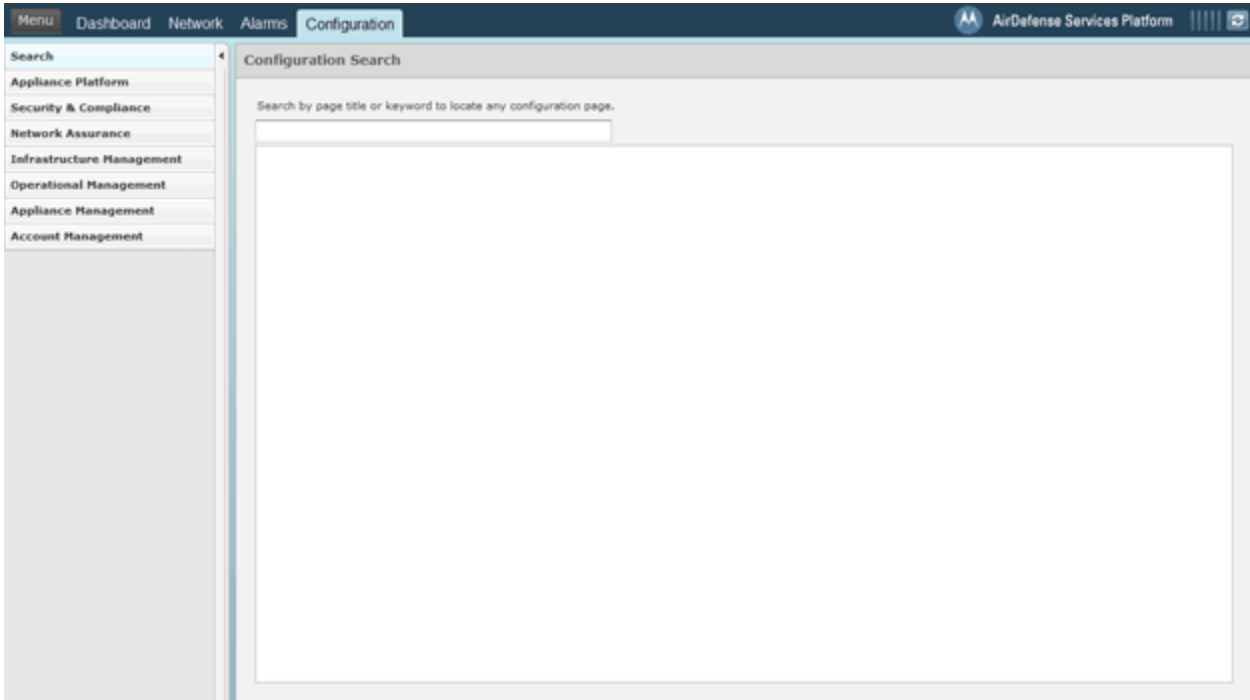 Menu Dashboard Network Alarms Configuration AirDefense Services Platform
Search
Appliance Platform
Security & Compliance
Network Assurance
Infrastructure Management
Operational Management
Appliance Management
Account Management
Configuration Search
Search by page title or keyword to locate any configuration page.